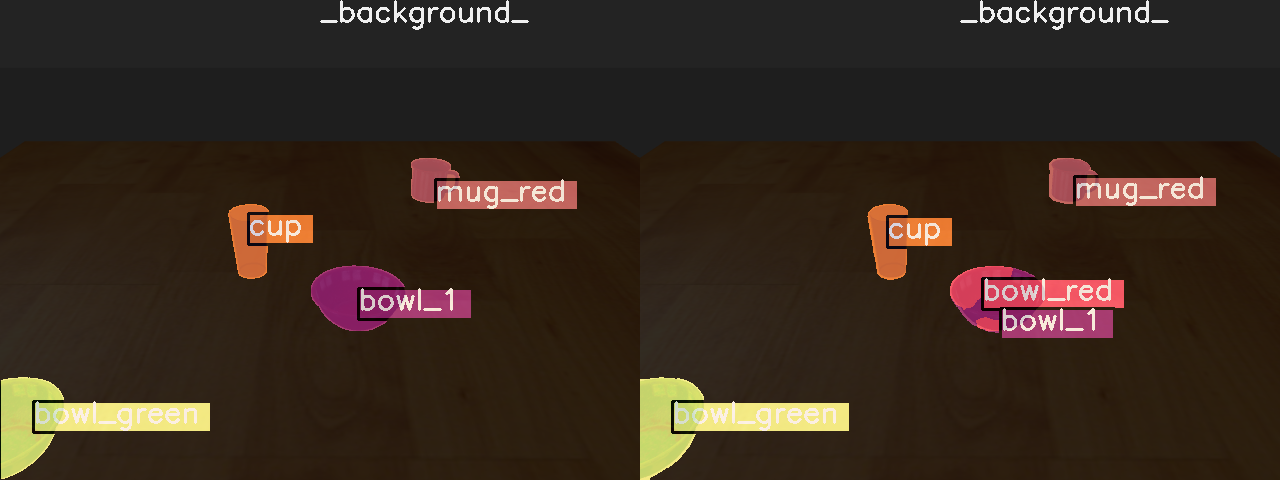 _background_
_background_
mug_red
mug_red
cup
cup
bowl_1
bowl_red
bowl_1
bowl_green
bowl_green